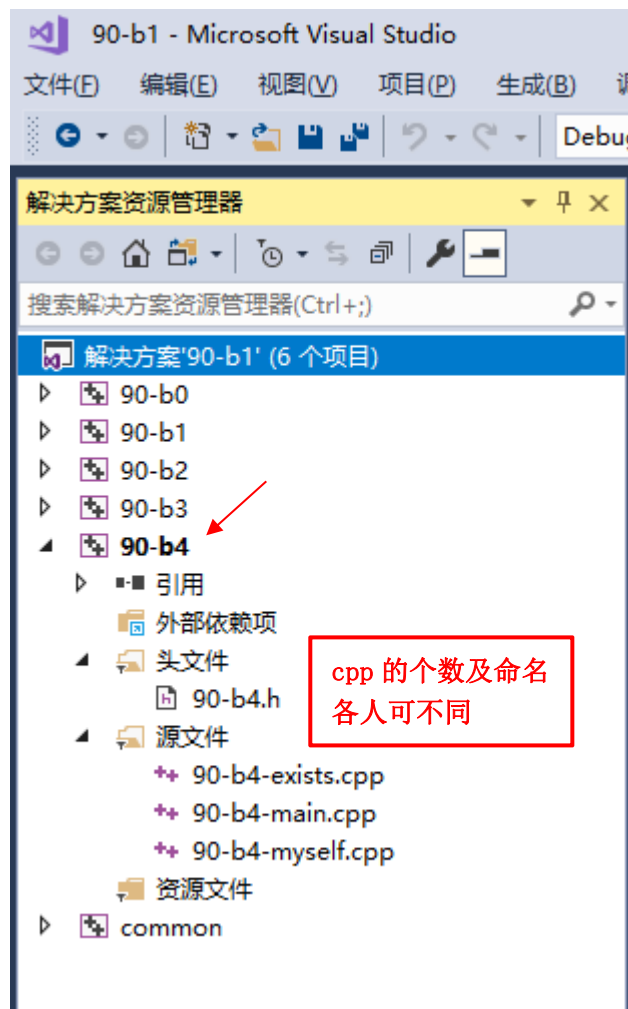 90-b1 - Microsoft Visual Studio
文件(F) 编辑(E) 视图(V) 项目(P) 生成(B)
Debu
解决方案资源管理器
搜索解决方案资源管理器(Ctrl+;)
解决方案'90-b1' (6 个项目)
90-b0
90-b1
90-b2
90-b3
90-b4
引用
外部依赖项
头文件
90-b4.h
cpp 的个数及命名
各人可不同
源文件
90-b4-exists.cpp
90-b4-main.cpp
90-b4-myself.cpp
资源文件
common